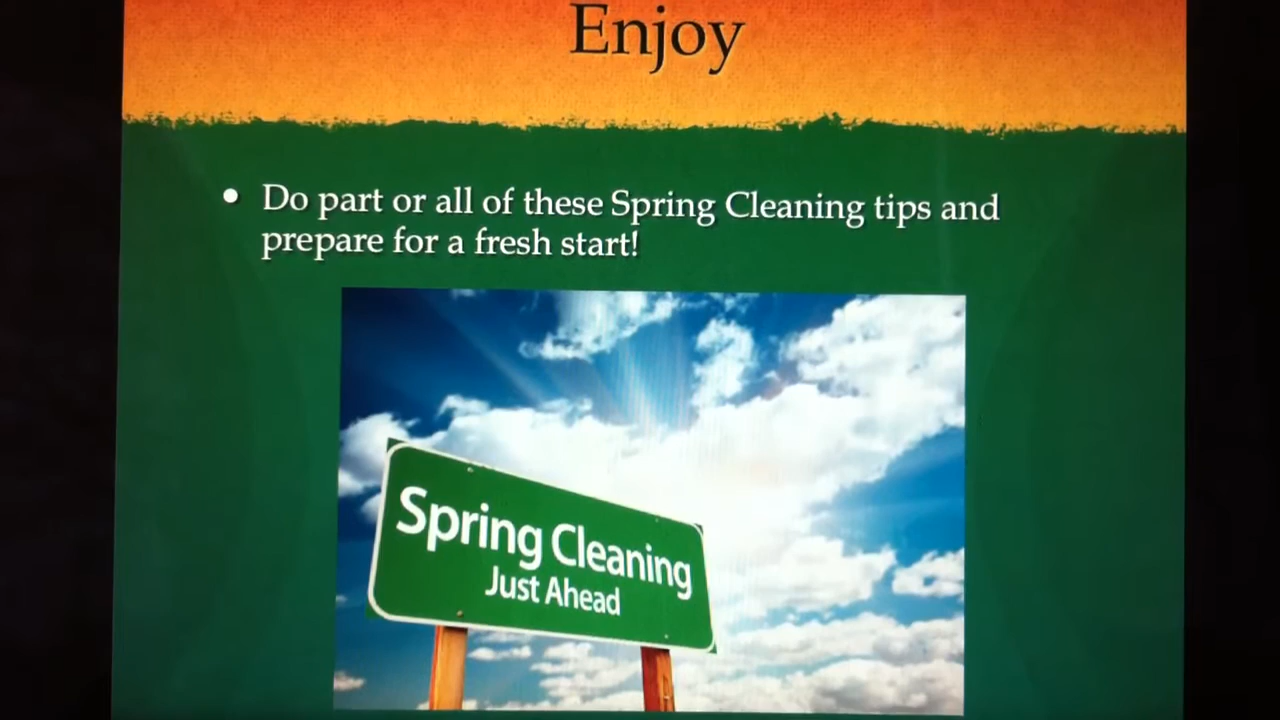 Enjoy
• Do part or all of these Spring Cleaning tips and
prepare for a fresh start!
Spring Cleaning
Just Ahead